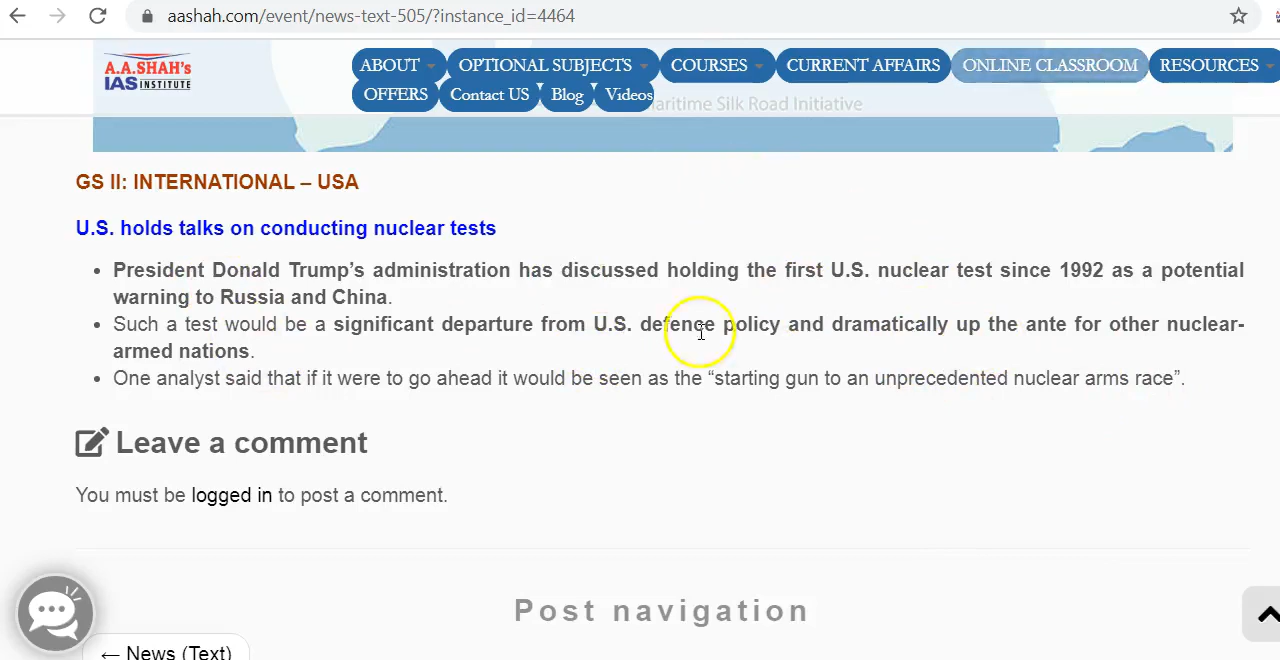 aashah.com/event/news-text-505/?instance_id=4464
A.A.SHAH's
IAS INSTITUTE
ABOUT OPTIONAL SUBJECTS COURSES CURRENT AFFAIRS ONLINE CLASSROOM RESOURCES
OFFERS Contact US Blog Videos
Silk Road Initiative
GS II: INTERNATIONAL – USA
U.S. holds talks on conducting nuclear tests
• President Donald Trump’s administration has discussed holding the first U.S. nuclear test since 1992 as a potential
warning to Russia and China.
• Such a test would be a significant departure from U.S. defence policy and dramatically up the ante for other nuclear-
armed nations.
• One analyst said that if it were to go ahead it would be seen as the “starting gun to an unprecedented nuclear arms race”.
Leave a comment
You must be logged in to post a comment.
Post navigation
← News (Text)